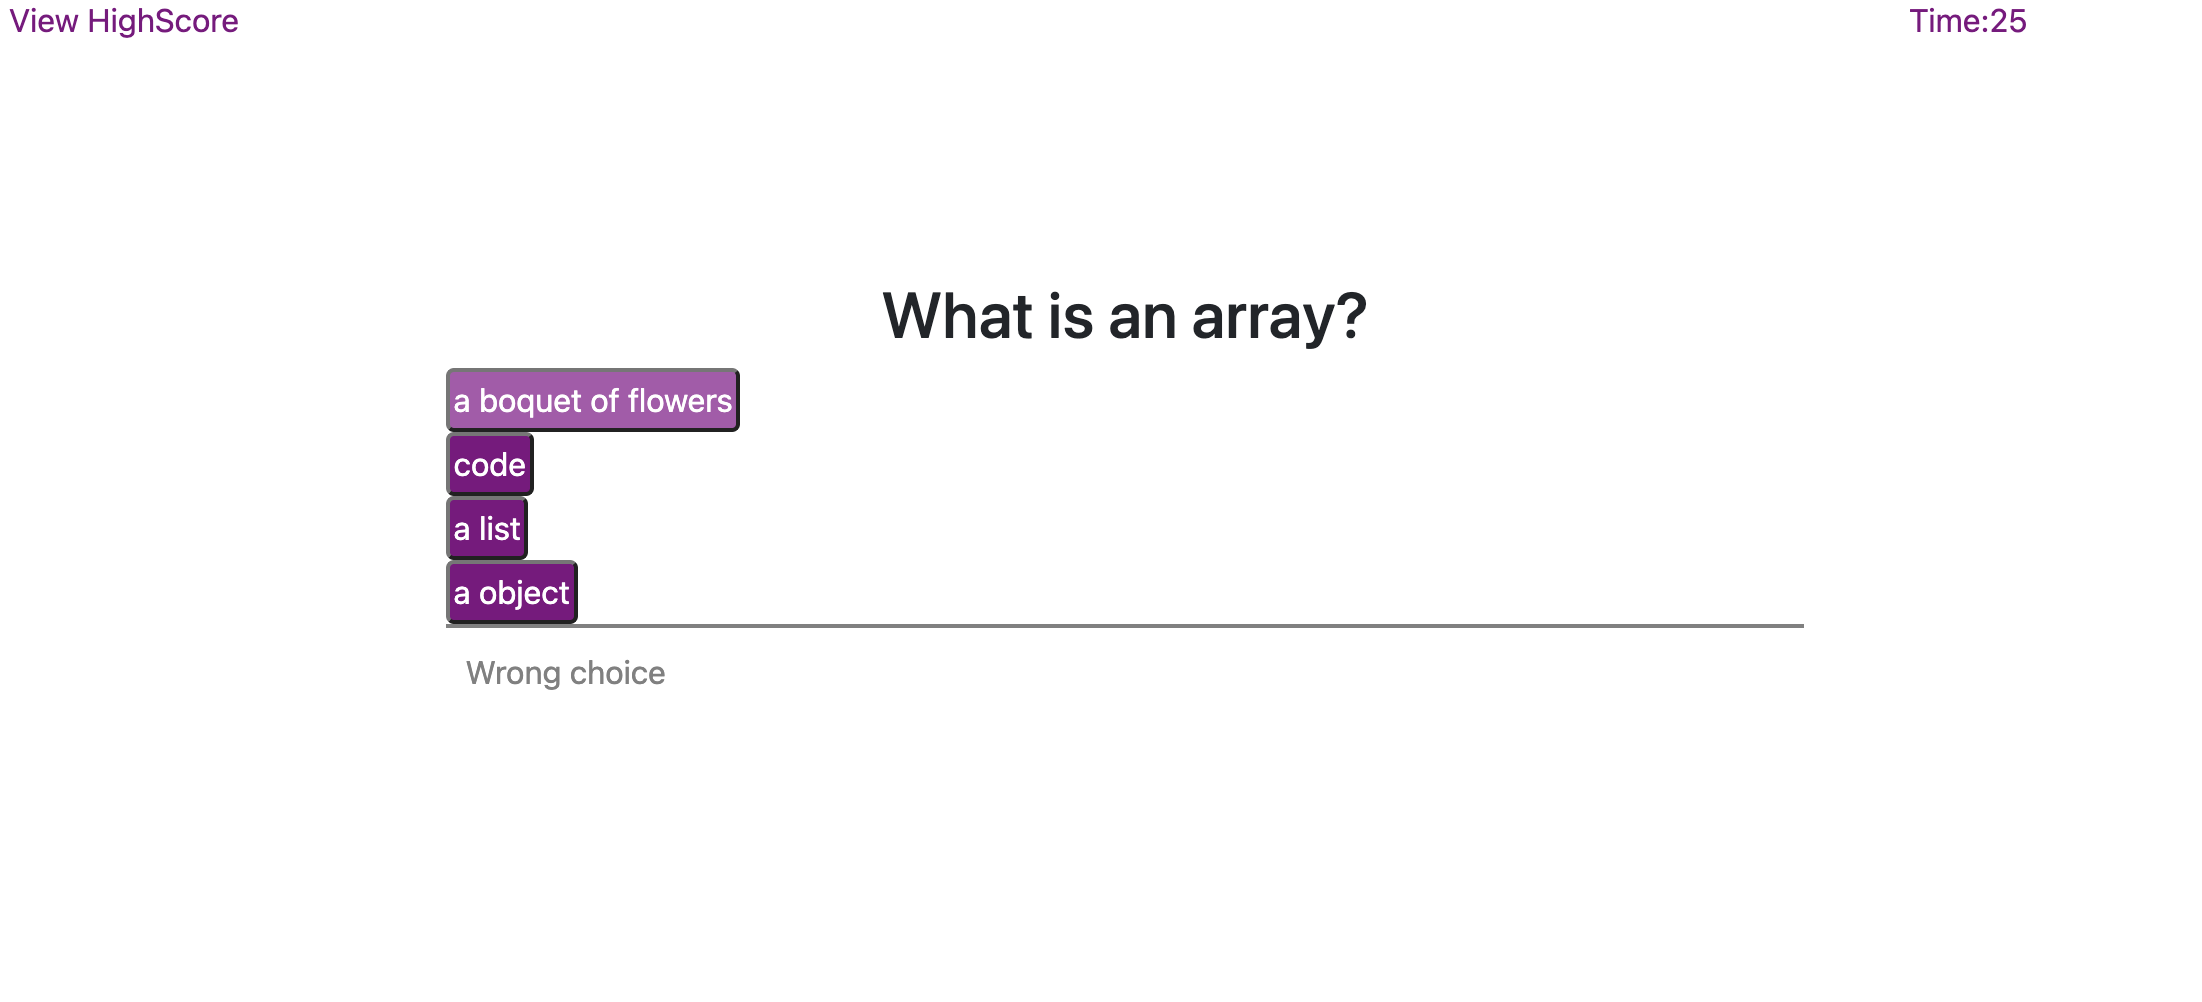 View HighScore
Time:25
What is an array?
a boquet of flowers
code
a list
a object
Wrong choice